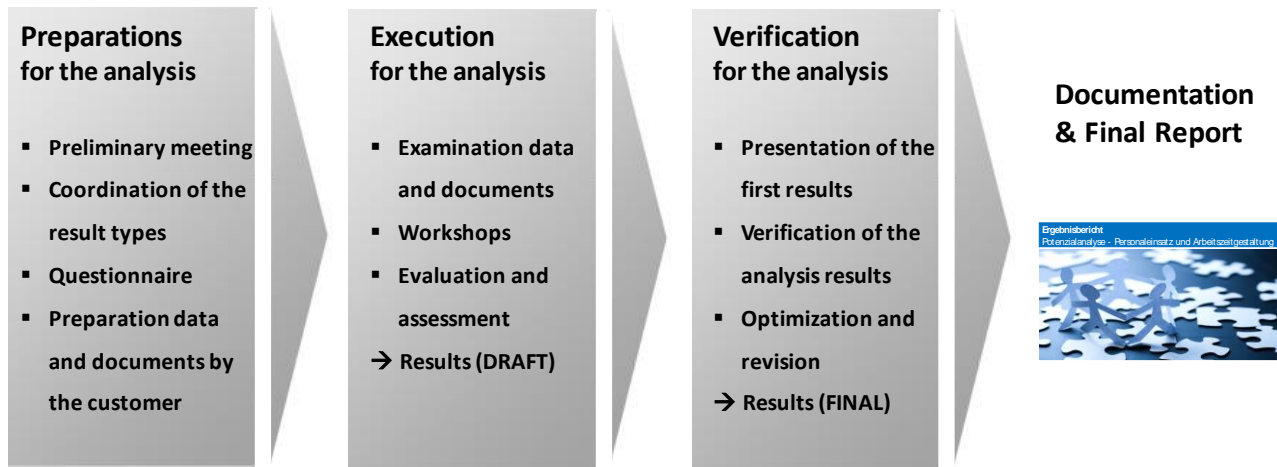 Preparations
for the analysis
▪ Preliminary meeting
▪ Coordination of the
result types
▪ Questionnaire
▪ Preparation data
and documents by
the customer
Execution
for the analysis
▪ Examination data
and documents
▪ Workshops
▪ Evaluation and
assessment
→ Results (DRAFT)
Verification
for the analysis
▪ Presentation of the
first results
▪ Verification of the
analysis results
▪ Optimization and
revision
→ Results (FINAL)
Documentation
& Final Report
Ergebnisbericht
Potenzialanalyse - Personaleinsatz und Arbeitszeitgestaltung